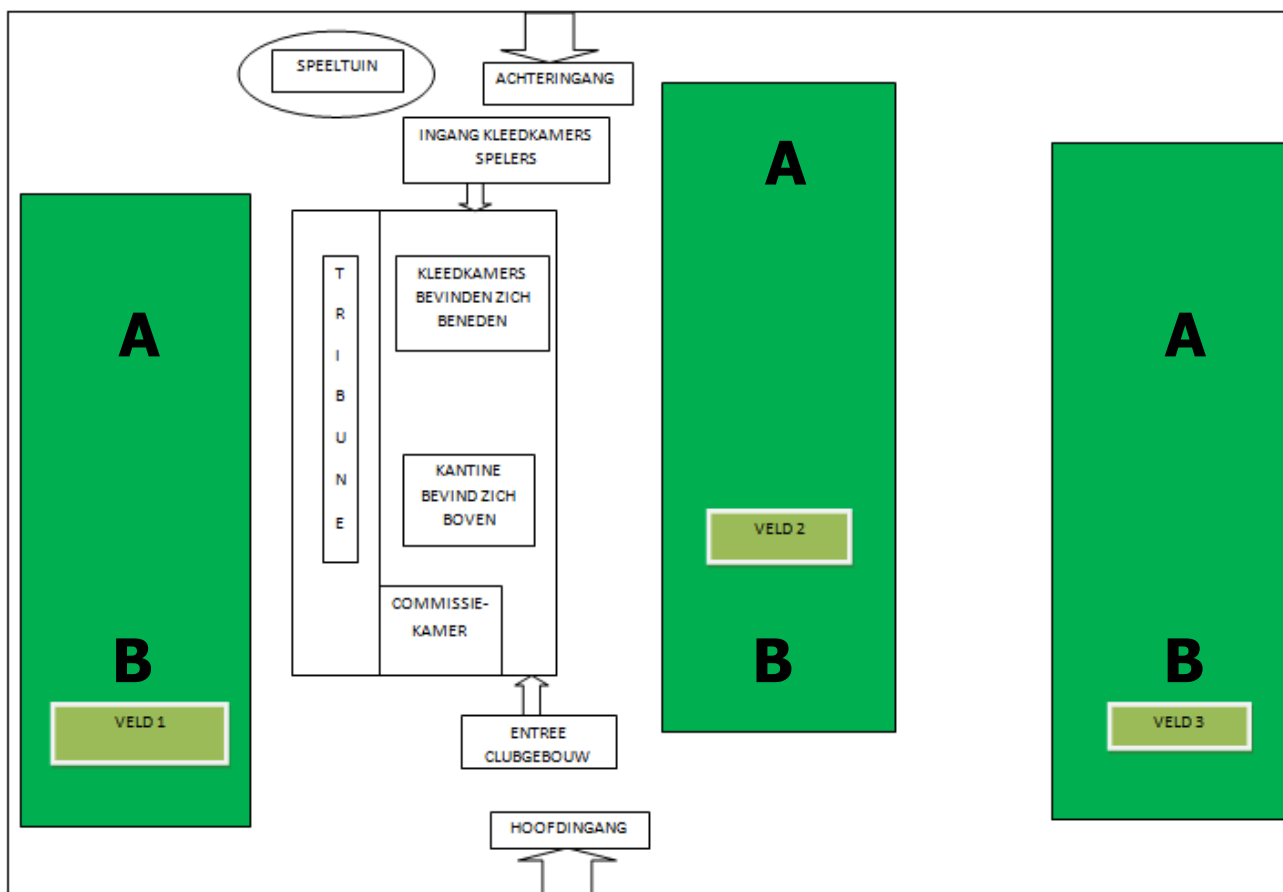 SPEELTUIN
ACHTERINGANG
INGANG KLEEDKAMERS
SPELERS
A
A
A
T
R
I
B
U
N
E
KLEEDKAMERS
BEVINDEN ZICH
BENEDEN
KANTINE
BEVIND ZICH
BOVEN
VELD 2
COMMISSIE-
KAMER
B
B
B
VELD 1
VELD 3
ENTREE
CLUBGEBOUW
HOOFDINGANG